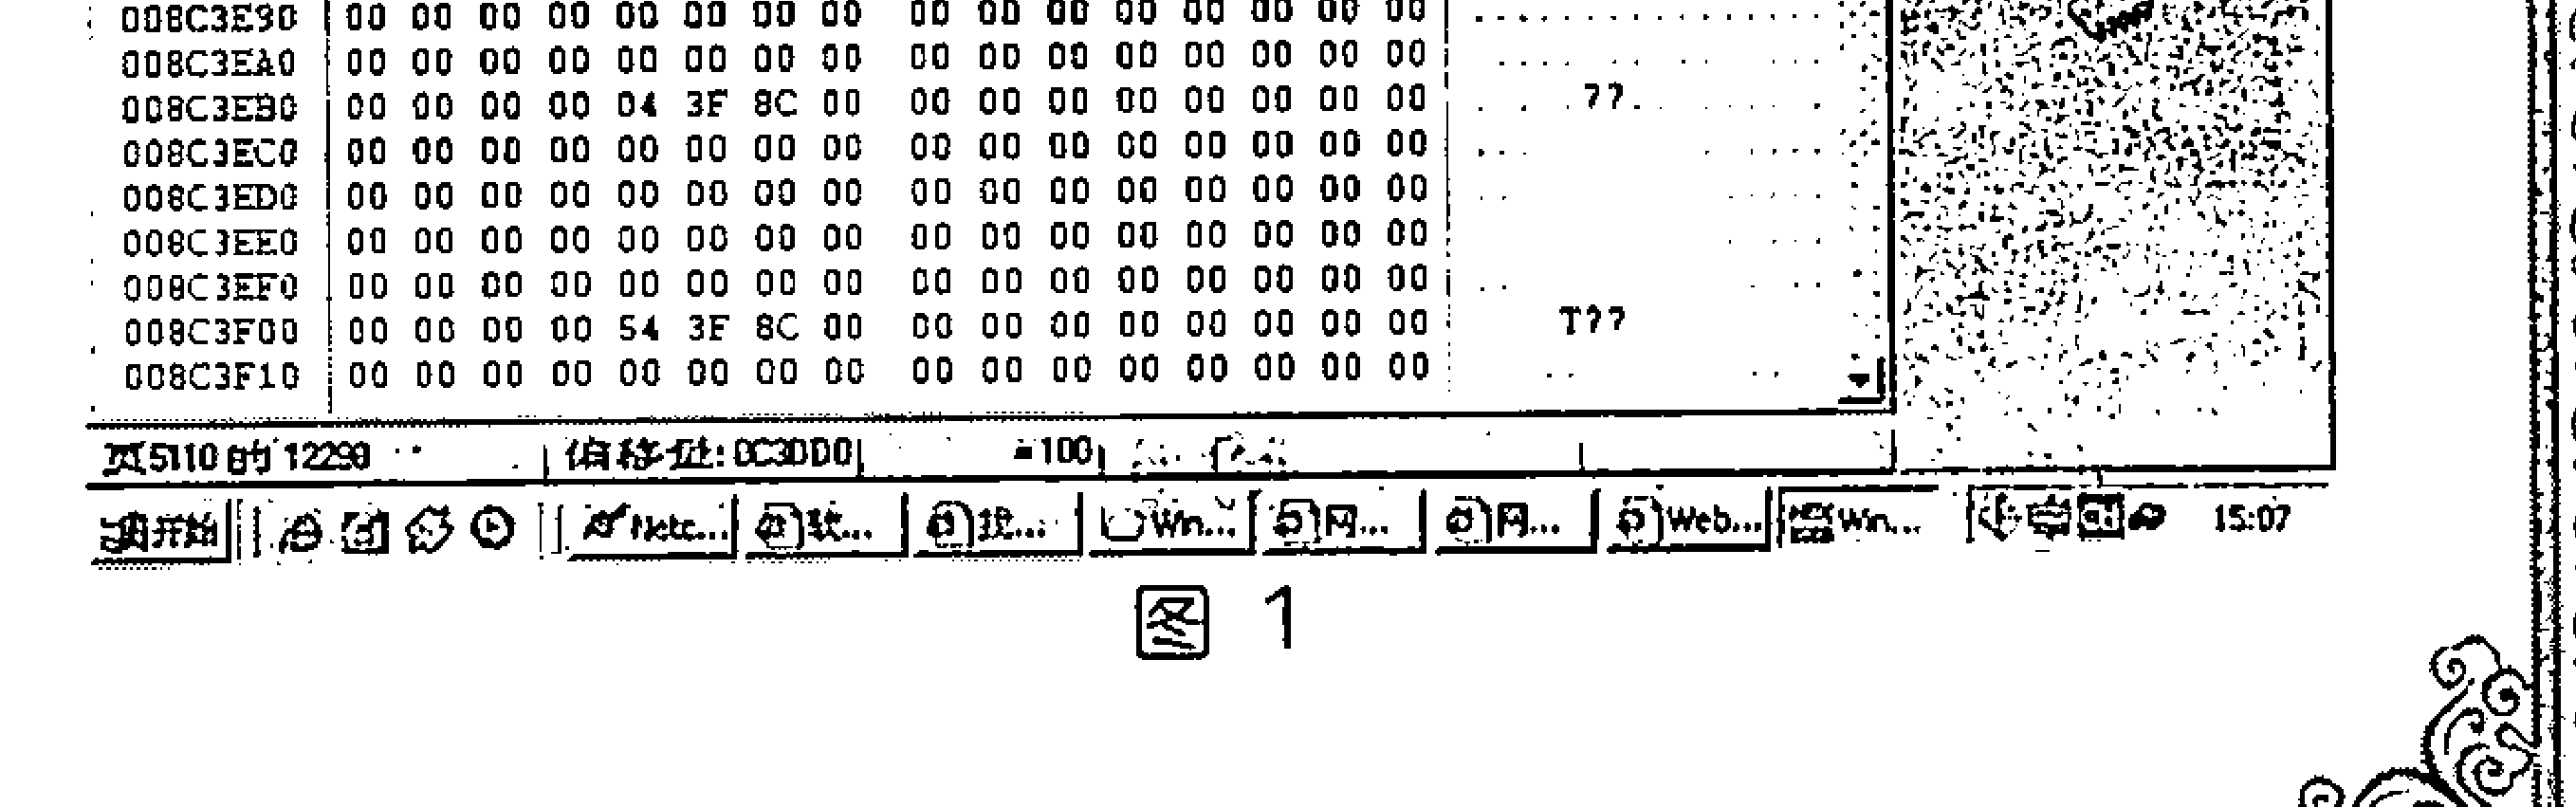 008C3E90 00 00 00 00 00 00 00 00 00 00 00 00 00 00 00 00 ................
008C3EA0 00 00 00 00 00 00 00 00 00 00 00 00 00 00 00 00
008C3EB0 00 00 00 00 04 3F 8C 00 00 00 00 00 00 00 00 00 ??.
008C3EC0 00 00 00 00 00 00 00 00 00 00 00 00 00 00 00 00
008C3ED0 00 00 00 00 00 00 00 00 00 00 00 00 00 00 00 00
008C3EE0 00 00 00 00 00 00 00 00 00 00 00 00 00 00 00 00
008C3EF0 00 00 00 00 00 00 00 00 00 00 00 00 00 00 00 00
008C3F00 00 00 00 00 54 3F 8C 00 00 00 00 00 00 00 00 00 T??
008C3F10 00 00 00 00 00 00 00 00 00 00 00 00 00 00 00 00
页5110 的 12290 偏移址: =100
开始 Netc... Win... 网... 网... Web... Win... 15:07
图 1